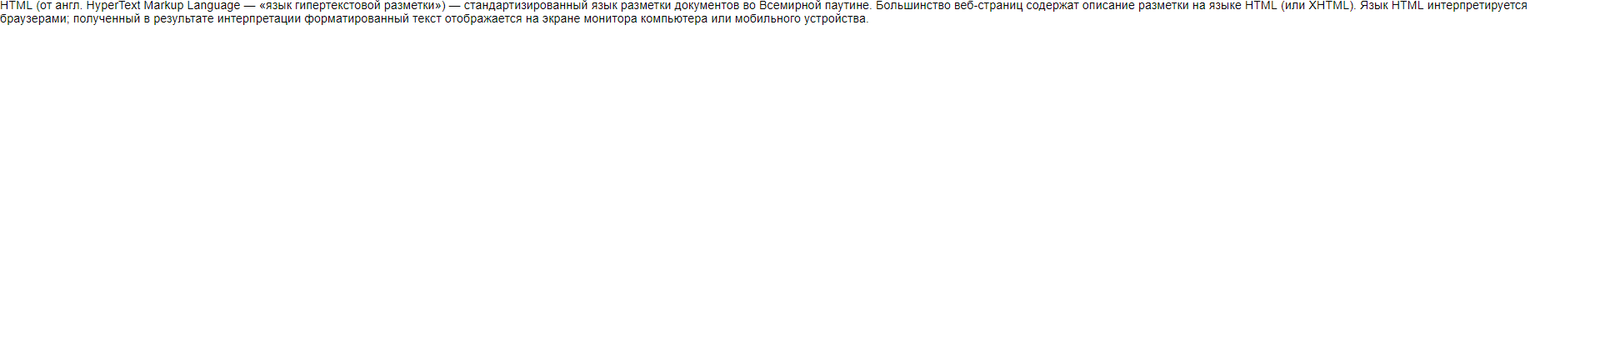 HTML (от англ. HyperText Markup Language — «язык гипертекстовой разметки») — стандартизированный язык разметки документов во Всемирной паутине. Большинство веб-страниц содержат описание разметки на языке HTML (или XHTML). Язык HTML интерпретируется
браузерами; полученный в результате интерпретации форматированный текст отображается на экране монитора компьютера или мобильного устройства.